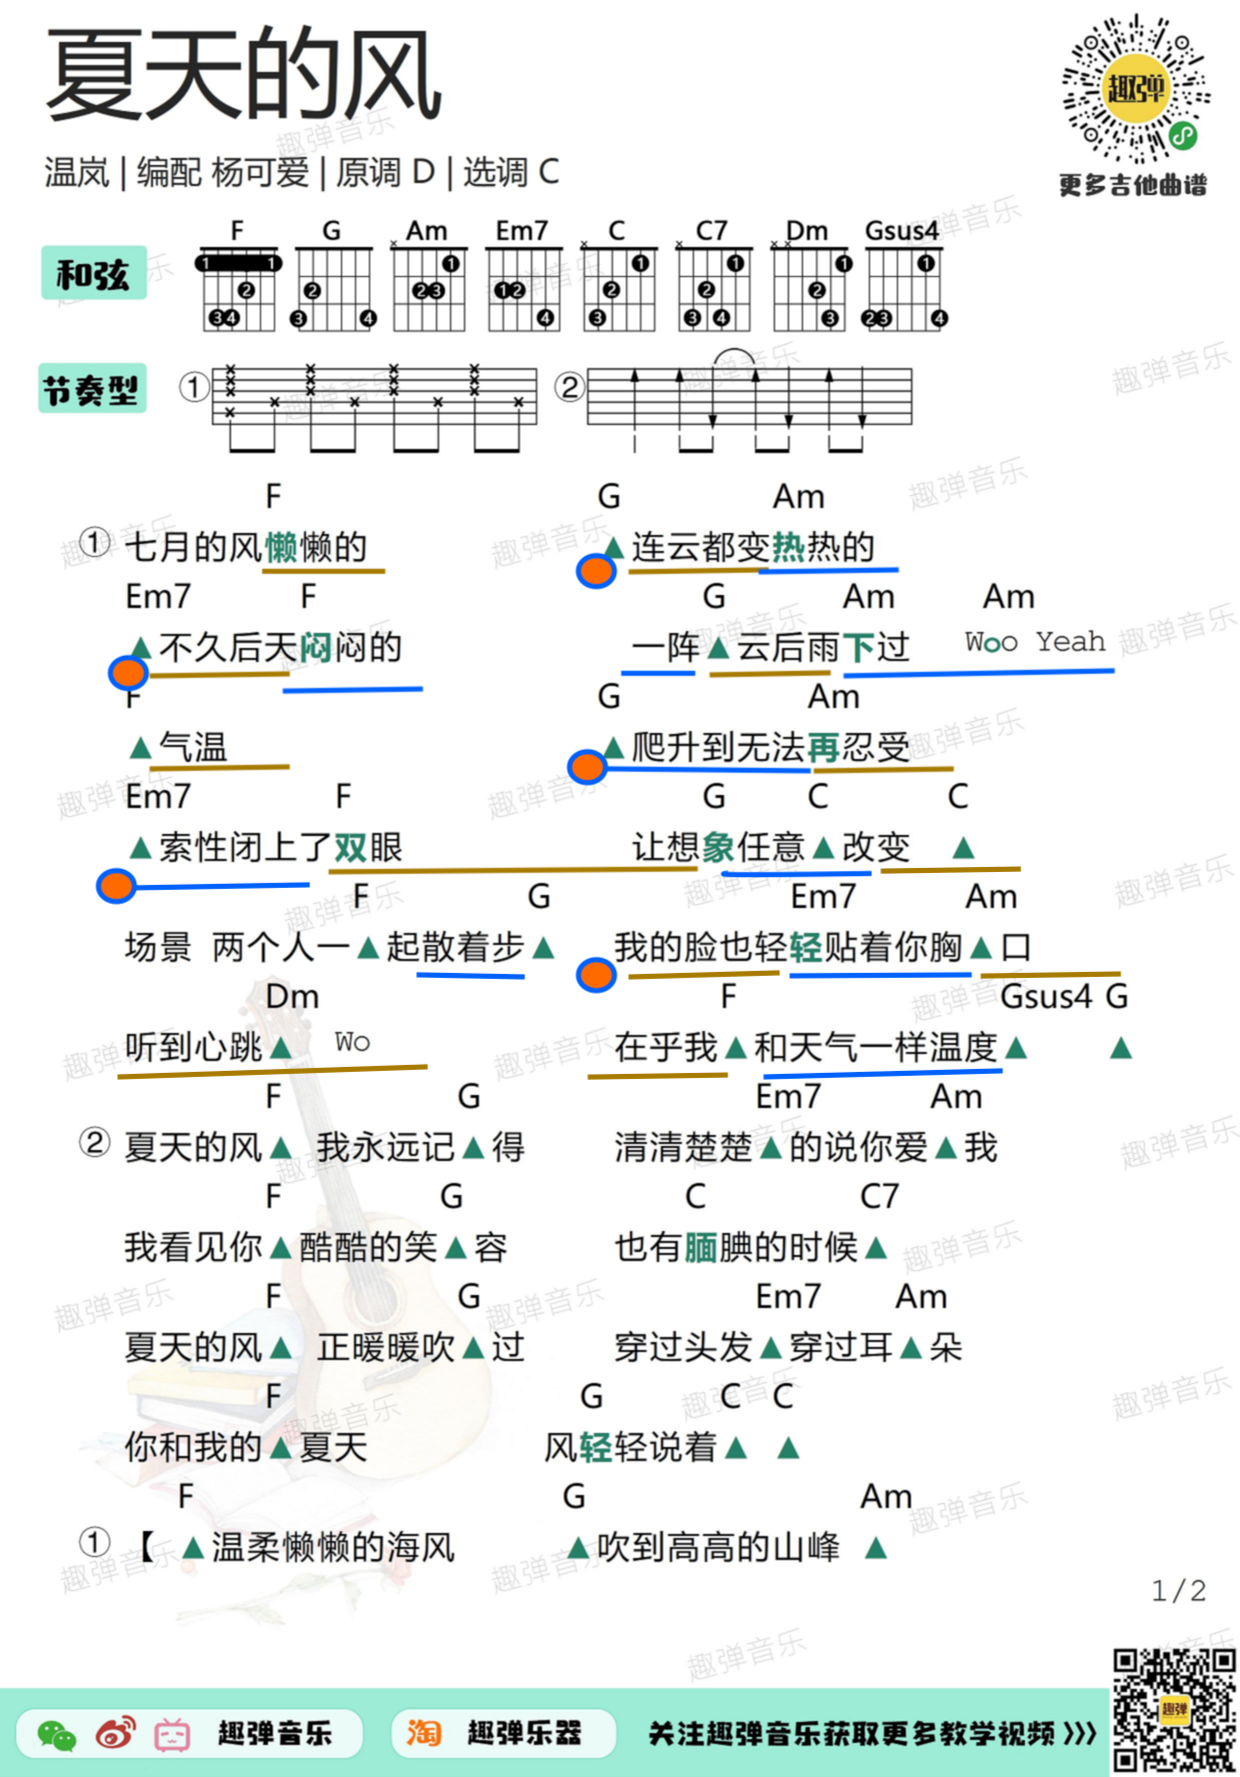 夏天的风
趣弹
更多吉他曲谱
温岚 | 编配 杨可爱 | 原调 D | 选调 C
和弦 F G Am Em7 C C7 Dm Gsus4
节奏型 ① ②
F G Am
① 七月的风懒懒的 ▲连云都变热热的
Em7 F G Am Am
▲不久后天闷闷的 一阵▲云后雨下过 Woo Yeah
F G Am
▲气温 ▲爬升到无法再忍受
Em7 F G C C
▲索性闭上了双眼 让想象任意▲改变 ▲
F G Em7 Am
场景 两个人一▲起散着步▲ 我的脸也轻轻贴着你胸▲口
Dm F Gsus4 G
听到心跳▲ Wo 在乎我▲和天气一样温度▲ ▲
F G Em7 Am
② 夏天的风▲ 我永远记▲得 清清楚楚▲的说你爱▲我
F G C C7
我看见你▲酷酷的笑▲容 也有腼腆的时候▲
F G Em7 Am
夏天的风▲ 正暖暖吹▲过 穿过头发▲穿过耳▲朵
F G C C
你和我的▲夏天 风轻轻说着▲ ▲
F G Am
① 【 ▲温柔懒懒的海风 ▲吹到高高的山峰 ▲
1/2
趣弹音乐 淘 趣弹乐器 关注趣弹音乐获取更多教学视频 》》》
趣弹
趣弹音乐